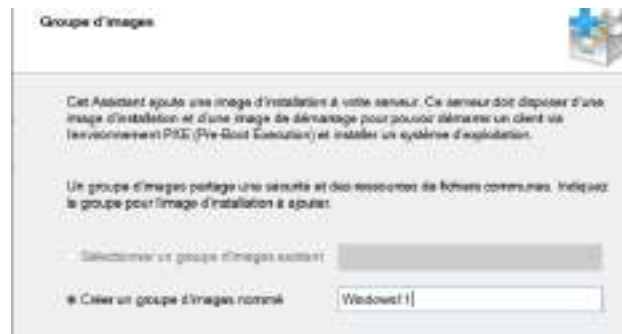 Groupe d'images
Cet Assistant ajoute une image d'installation à votre serveur. Ce serveur doit disposer d'une
image d'installation et d'une image de démarrage pour pouvoir démarrer un client via
l'environnement PXE (Pre-Boot Execution) et installer un système d'exploitation.
Un groupe d'images partage une sécurité et des ressources de fichiers communes. Indiquez
le groupe pour l'image d'installation à ajouter.
Sélectionner un groupe d'images existant
Créer un groupe d'images nommé
Windows11